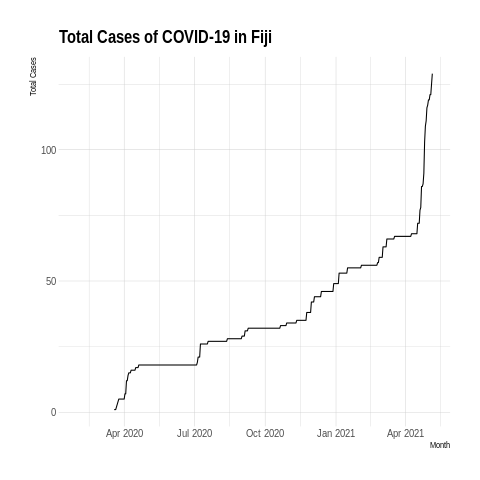 Total Cases of COVID-19 in Fiji
Total Cases
100
50
0
Apr 2020 Jul 2020 Oct 2020 Jan 2021 Apr 2021
Month